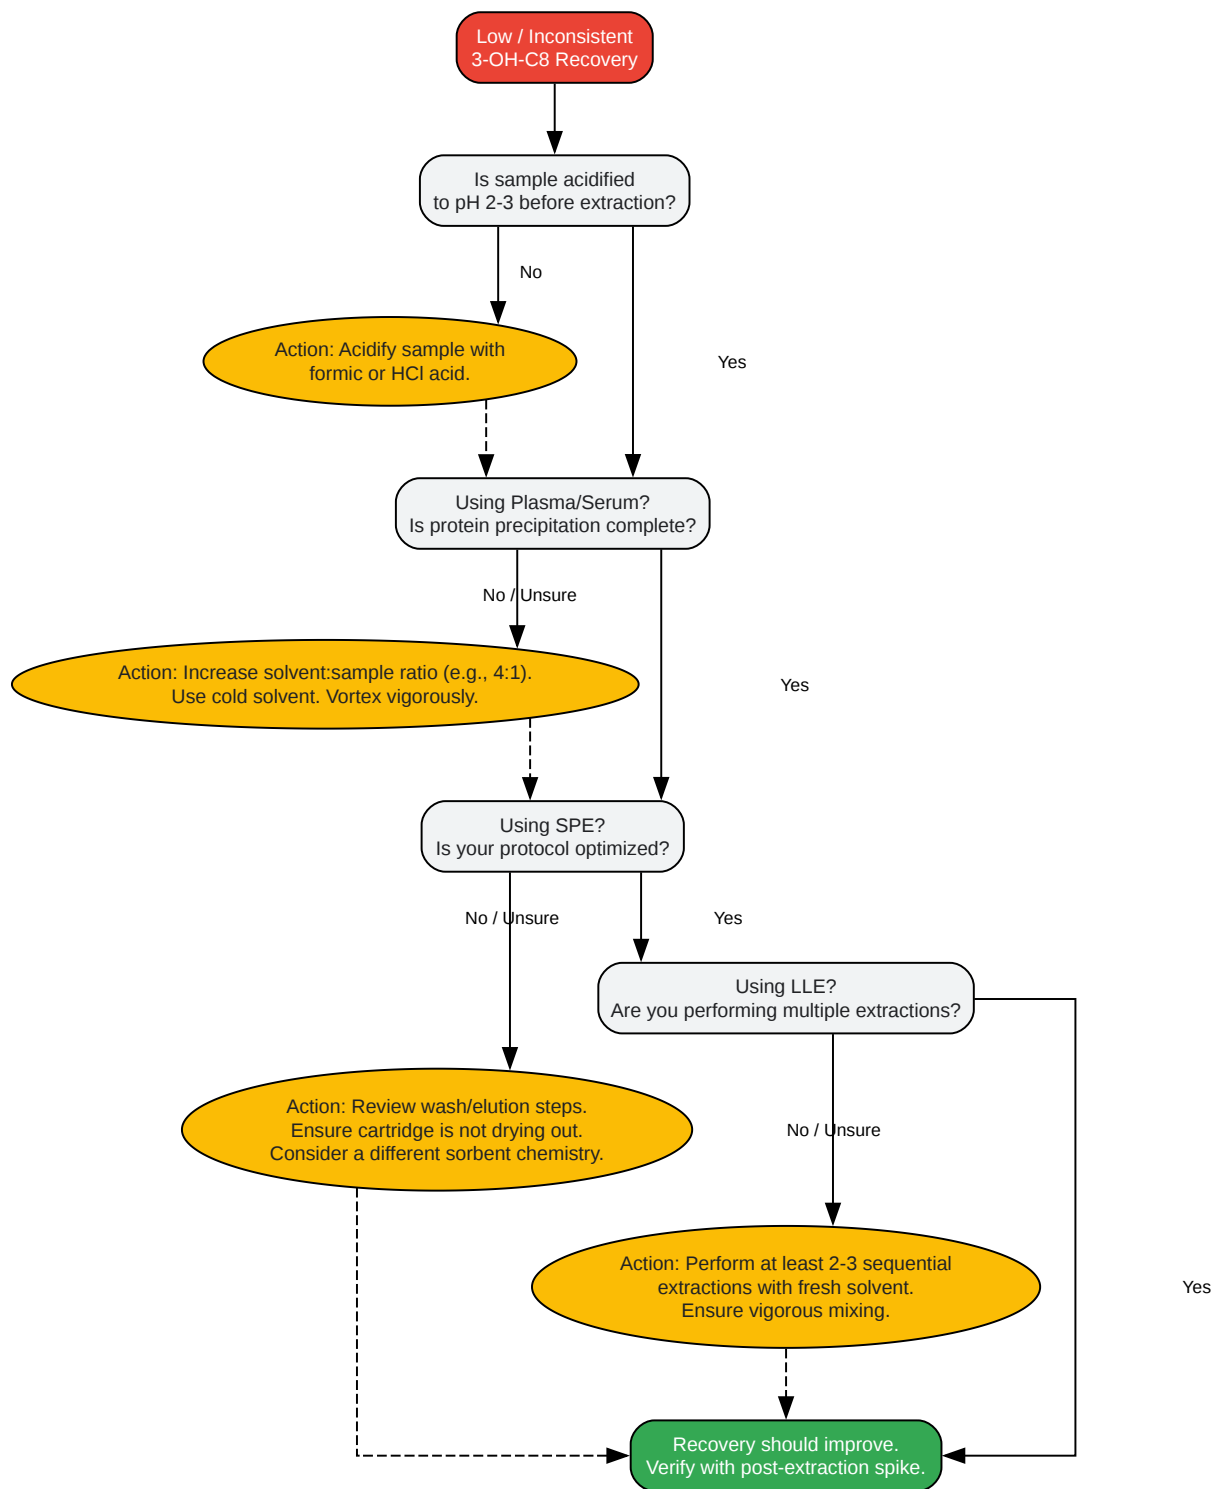 Low / Inconsistent
3-OH-C8 Recovery
Is sample acidified
to pH 2-3 before extraction?
No
Action: Acidify sample with
formic or HCl acid.
Yes
Using Plasma/Serum?
Is protein precipitation complete?
No / Unsure
Action: Increase solvent:sample ratio (e.g., 4:1).
Use cold solvent. Vortex vigorously.
Yes
Using SPE?
Is your protocol optimized?
No / Unsure
Yes
Using LLE?
Are you performing multiple extractions?
Action: Review wash/elution steps.
Ensure cartridge is not drying out.
Consider a different sorbent chemistry.
No / Unsure
Action: Perform at least 2-3 sequential
extractions with fresh solvent.
Ensure vigorous mixing.
Yes
Recovery should improve.
Verify with post-extraction spike.